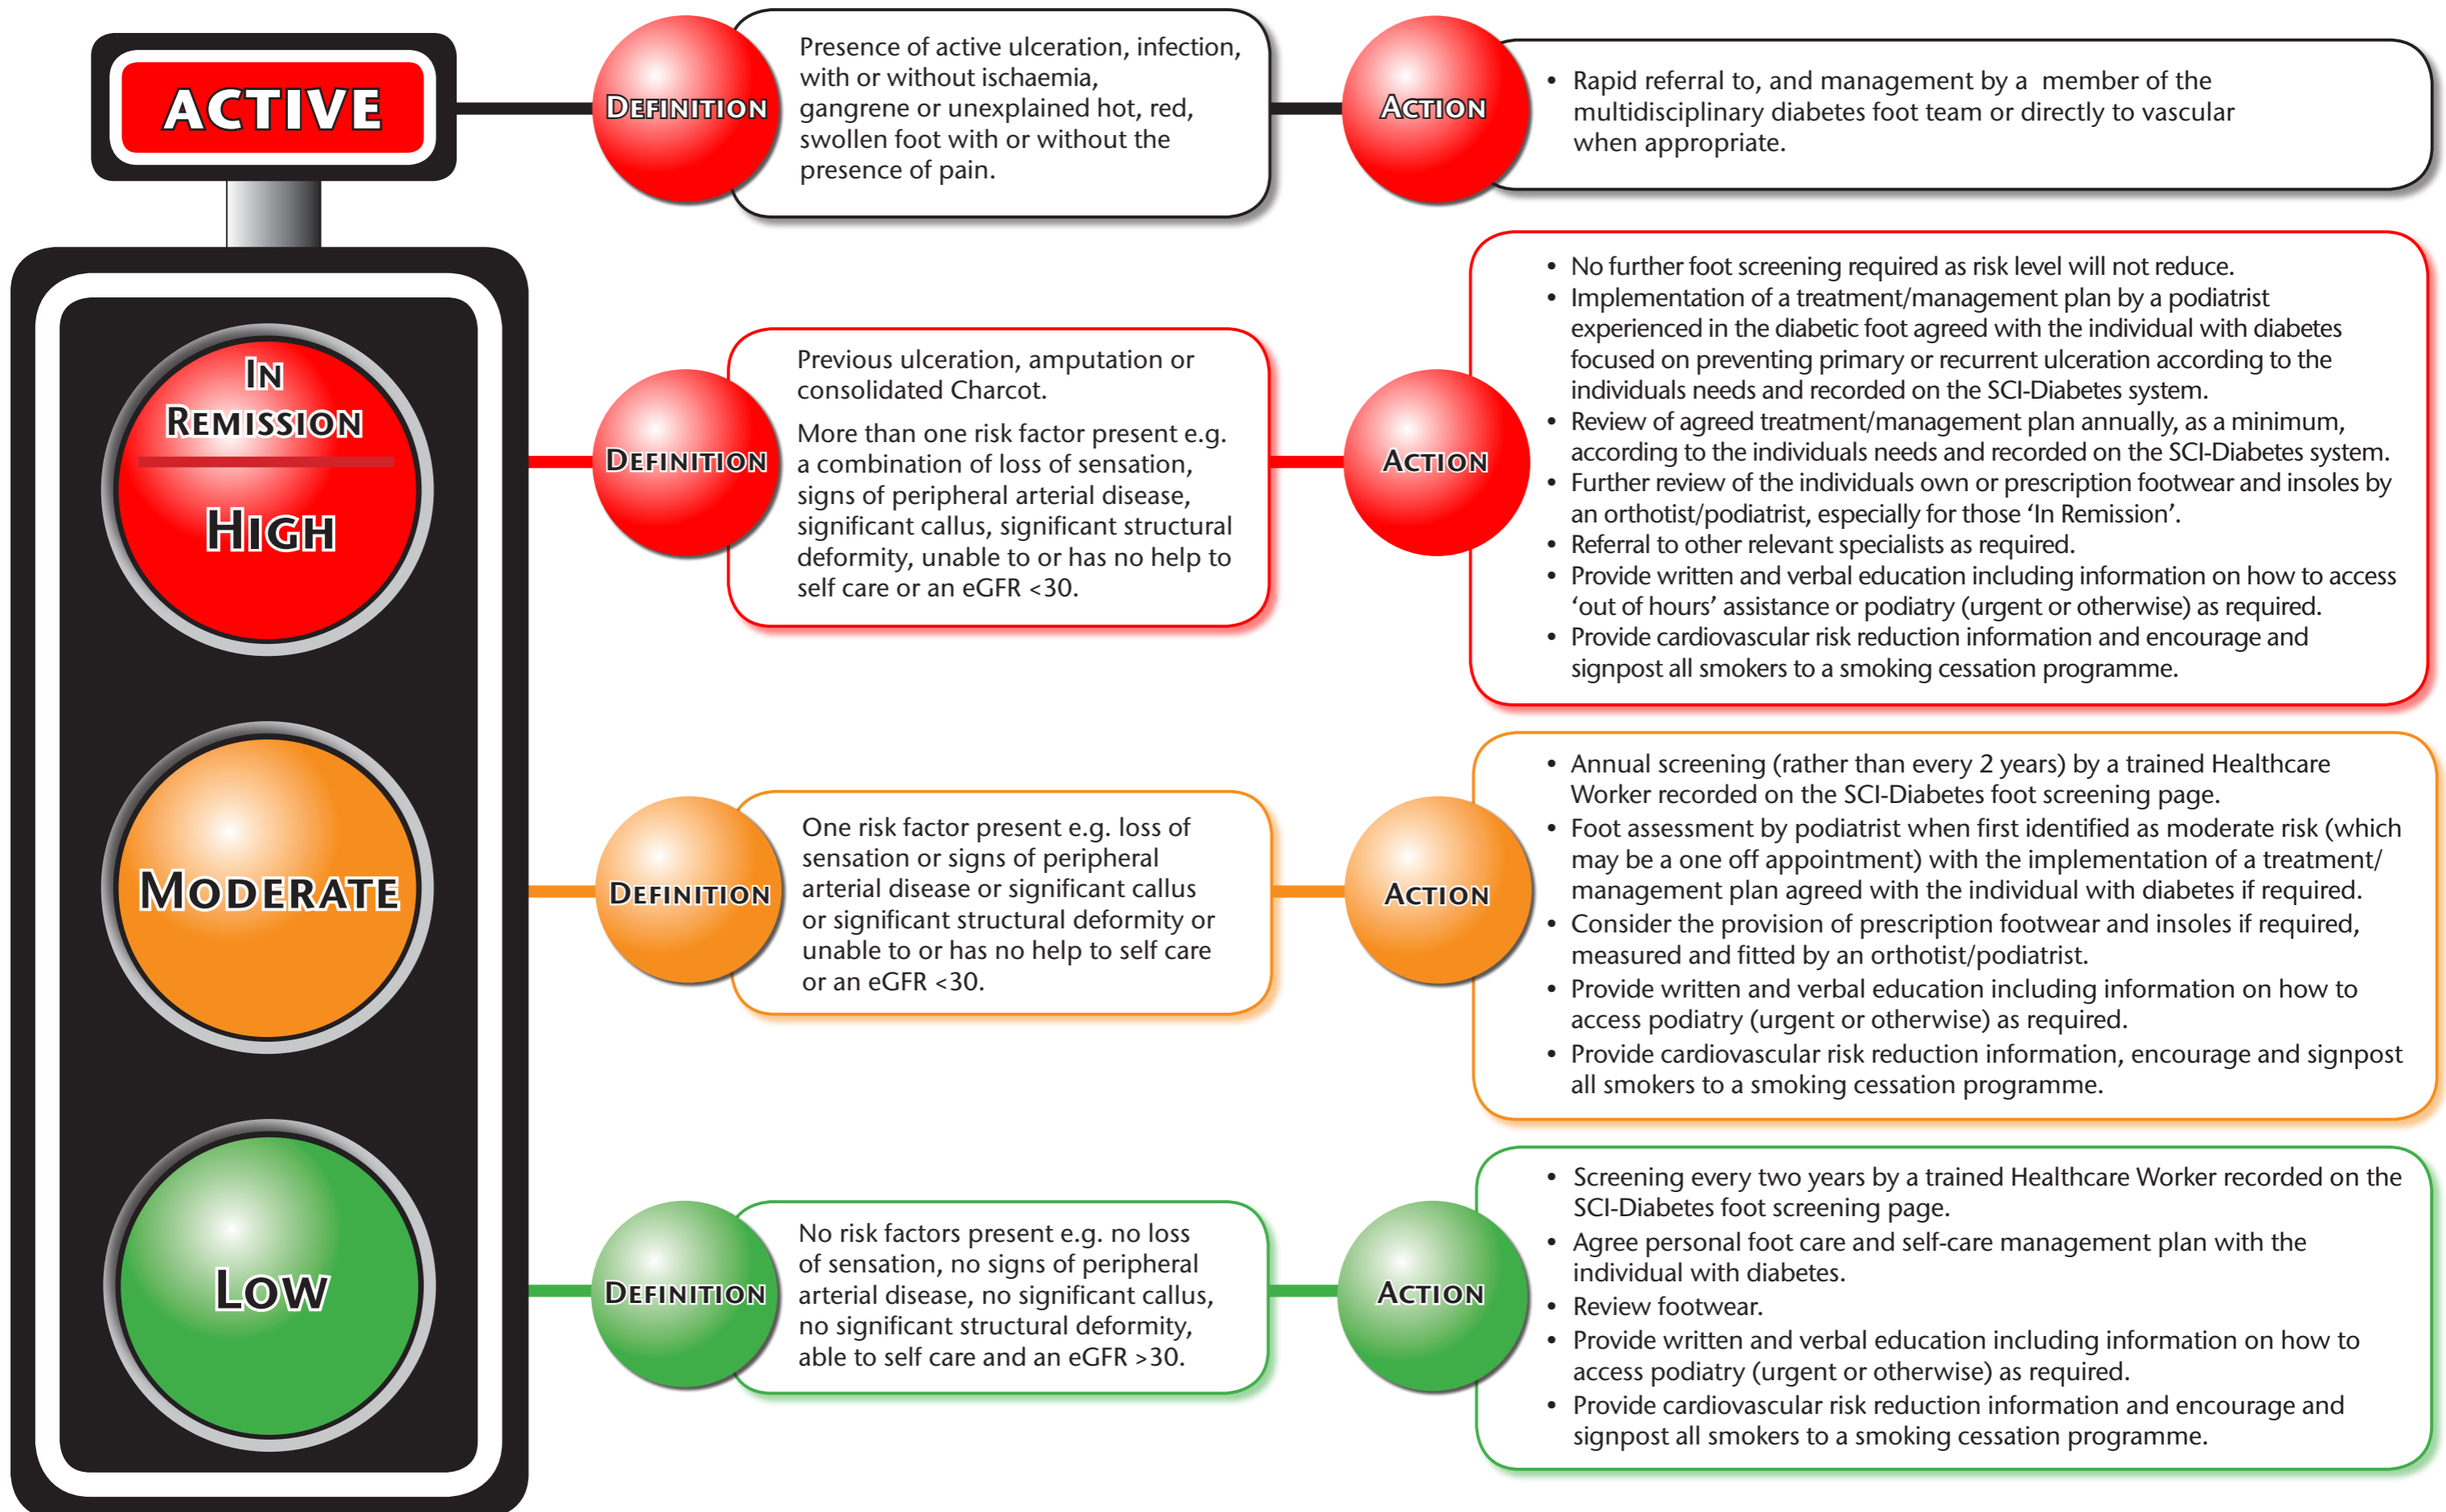 ACTIVE
DEFINITION
Presence of active ulceration, infection,
with or without ischaemia,
gangrene or unexplained hot, red,
swollen foot with or without the
presence of pain.
ACTION
• Rapid referral to, and management by a member of the
multidisciplinary diabetes foot team or directly to vascular
when appropriate.
IN
REMISSION
HIGH
DEFINITION
Previous ulceration, amputation or
consolidated Charcot.
More than one risk factor present e.g.
a combination of loss of sensation,
signs of peripheral arterial disease,
significant callus, significant structural
deformity, unable to or has no help to
self care or an eGFR <30.
ACTION
• No further foot screening required as risk level will not reduce.
• Implementation of a treatment/management plan by a podiatrist
experienced in the diabetic foot agreed with the individual with diabetes
focused on preventing primary or recurrent ulceration according to the
individuals needs and recorded on the SCI-Diabetes system.
• Review of agreed treatment/management plan annually, as a minimum,
according to the individuals needs and recorded on the SCI-Diabetes system.
• Further review of the individuals own or prescription footwear and insoles by
an orthotist/podiatrist, especially for those ‘In Remission’.
• Referral to other relevant specialists as required.
• Provide written and verbal education including information on how to access
‘out of hours’ assistance or podiatry (urgent or otherwise) as required.
• Provide cardiovascular risk reduction information and encourage and
signpost all smokers to a smoking cessation programme.
MODERATE
DEFINITION
One risk factor present e.g. loss of
sensation or signs of peripheral
arterial disease or significant callus
or significant structural deformity or
unable to or has no help to self care
or an eGFR <30.
ACTION
• Annual screening (rather than every 2 years) by a trained Healthcare
Worker recorded on the SCI-Diabetes foot screening page.
• Foot assessment by podiatrist when first identified as moderate risk (which
may be a one off appointment) with the implementation of a treatment/
management plan agreed with the individual with diabetes if required.
• Consider the provision of prescription footwear and insoles if required,
measured and fitted by an orthotist/podiatrist.
• Provide written and verbal education including information on how to
access podiatry (urgent or otherwise) as required.
• Provide cardiovascular risk reduction information, encourage and signpost
all smokers to a smoking cessation programme.
LOW
DEFINITION
No risk factors present e.g. no loss
of sensation, no signs of peripheral
arterial disease, no significant callus,
no significant structural deformity,
able to self care and an eGFR >30.
ACTION
• Screening every two years by a trained Healthcare Worker recorded on the
SCI-Diabetes foot screening page.
• Agree personal foot care and self-care management plan with the
individual with diabetes.
• Review footwear.
• Provide written and verbal education including information on how to
access podiatry (urgent or otherwise) as required.
• Provide cardiovascular risk reduction information and encourage and
signpost all smokers to a smoking cessation programme.